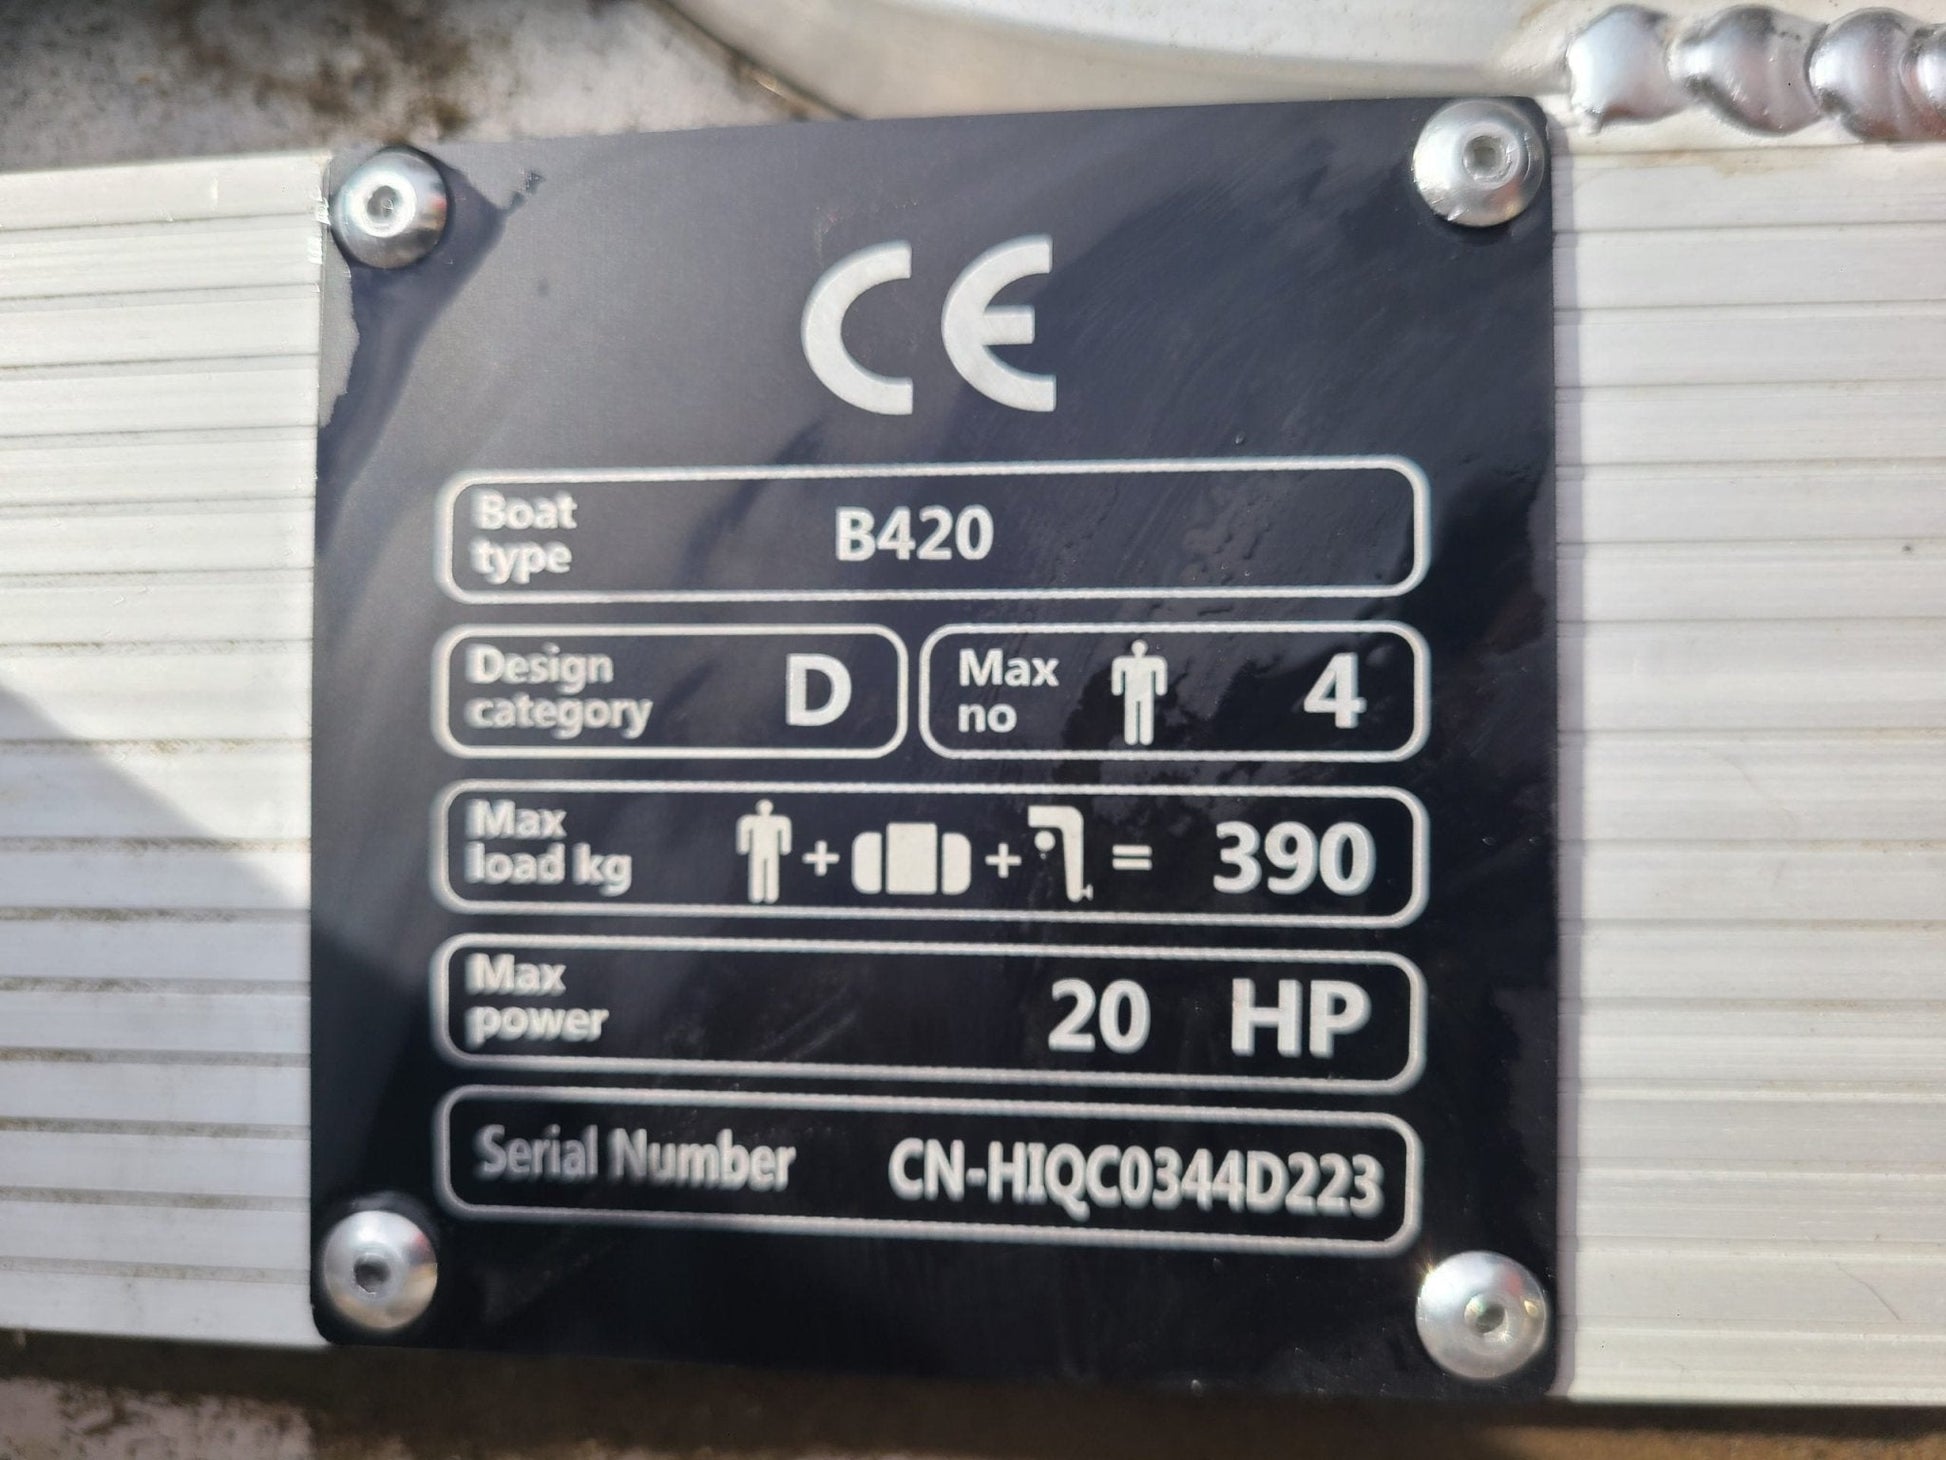 CE
Boat type B420
Design category D
Max no 4
Max load kg + + = 390
Max power 20 HP
Serial Number CN-HIQC0344D223